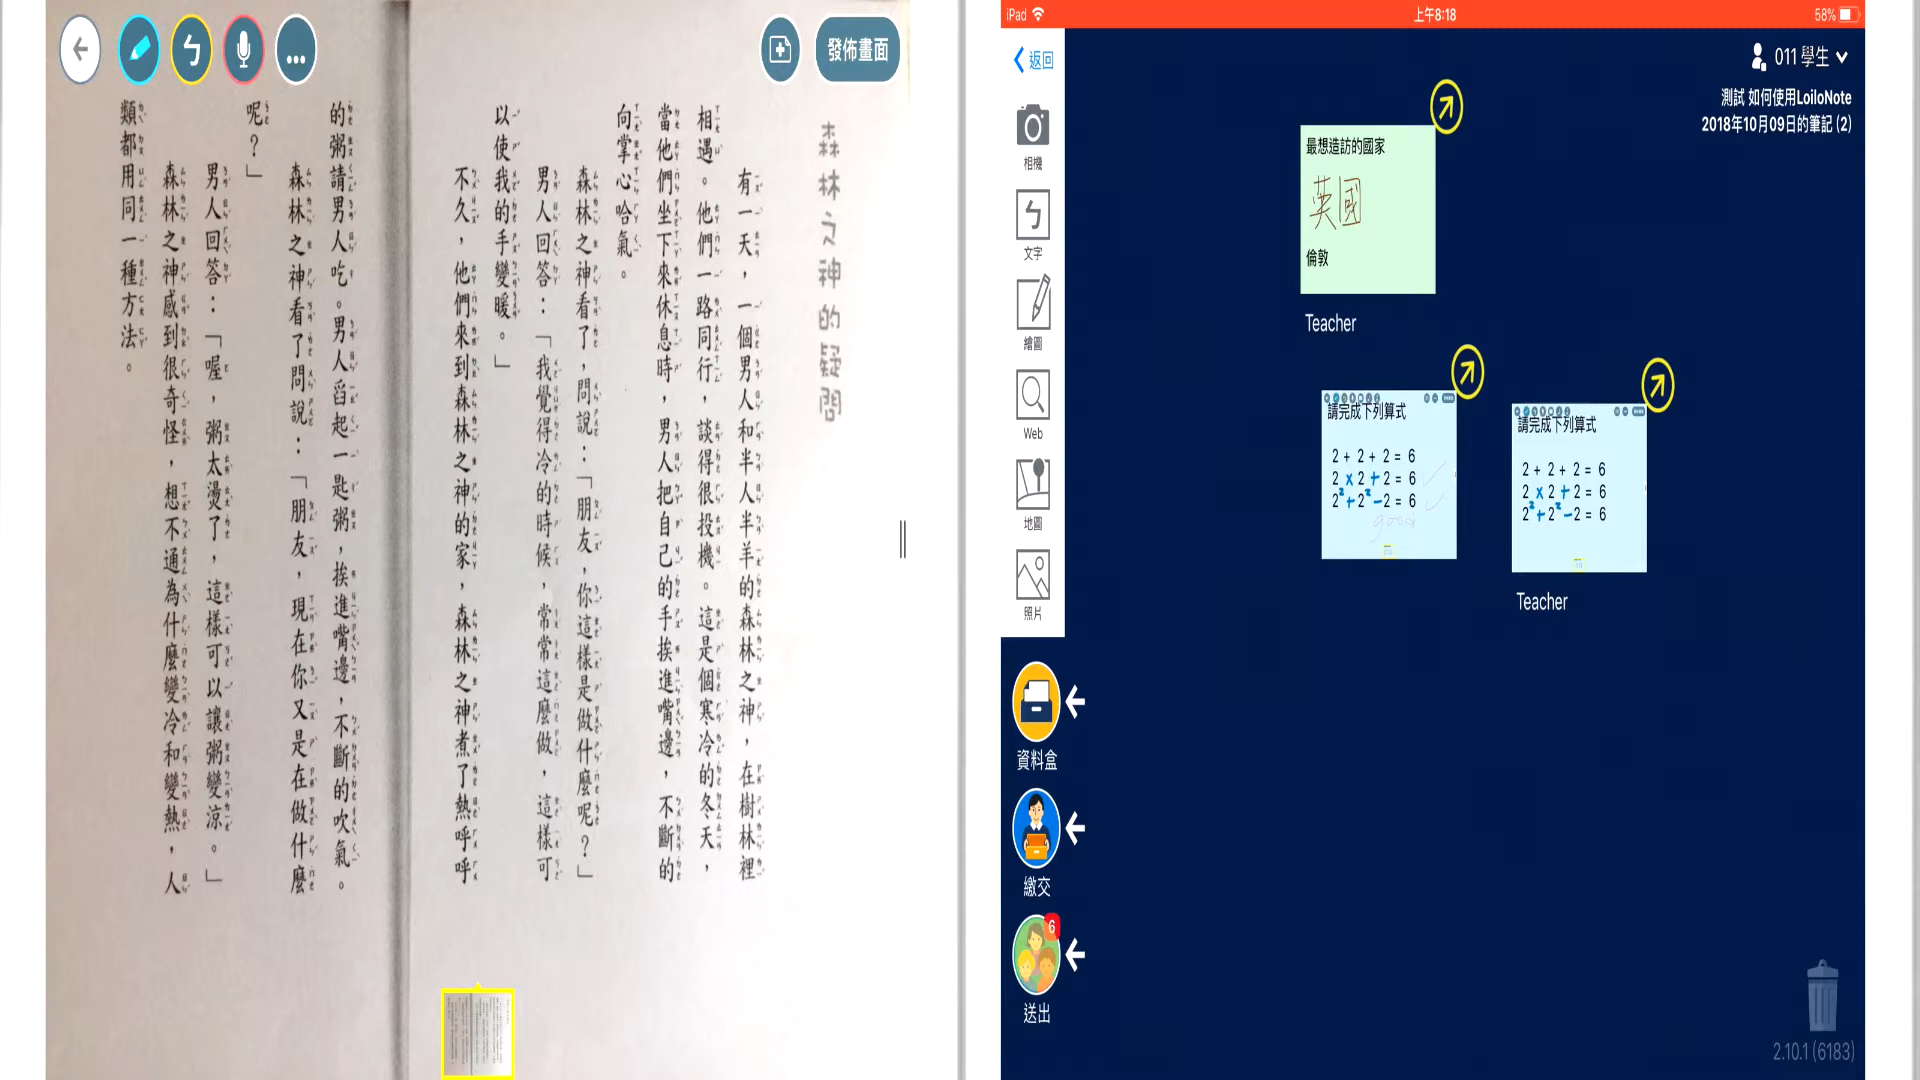 發佈畫面
森林之神的疑問
有一天，一個男人和半人半羊的森林之神，在樹林裡
相遇。他們一路同行，談得很投機。這是個寒冷的冬天，
當他們坐下來休息時，男人把自己的手挨進嘴邊，不斷的
向掌心哈氣。
森林之神看了，問說：「朋友，你這樣是做什麼呢？」
男人回答：「我覺得冷的時候，常常這麼做，這樣可
以使我的手變暖。」
不久，他們來到森林之神的家，森林之神煮了熱呼呼
的粥請男人吃。男人舀起一匙粥，挨進嘴邊，不斷的吹氣。
森林之神看了問說：「朋友，現在你又是在做什麼
呢？」
男人回答：「喔，粥太燙了，這樣可以讓粥變涼。」
森林之神感到很奇怪，想不通為什麼變冷和變熱，人
類都用同一種方法。
iPad
上午8:18
58%
返回
011 學生
測試 如何使用LoiloNote
2018年10月09日的筆記 (2)
相機
ㄅ
文字
繪圖
Web
地圖
照片
資料盒
繳交
6
送出
最想造訪的國家
英國
倫敦
Teacher
請完成下列算式
2 + 2 + 2 = 6
2 x 2 + 2 = 6
2² + 2² - 2 = 6
good
請完成下列算式
2 + 2 + 2 = 6
2 x 2 + 2 = 6
2² + 2² - 2 = 6
Teacher
2.10.1 (6183)